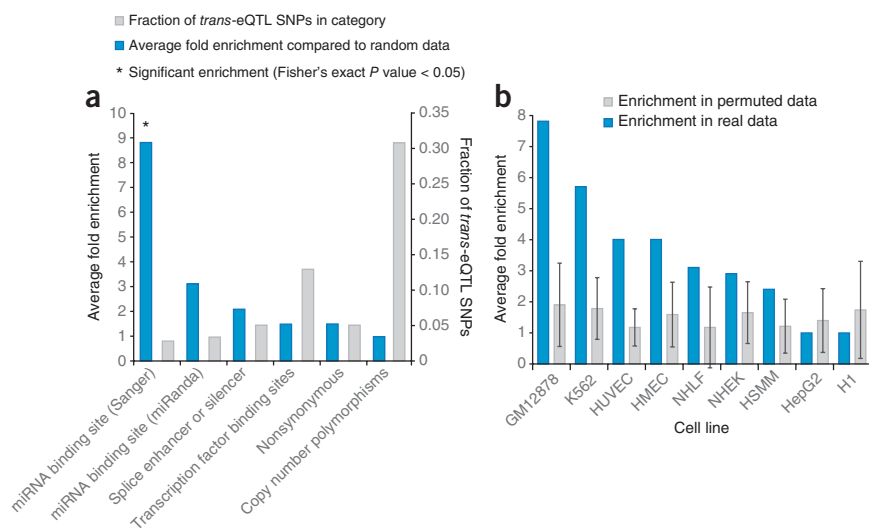 Fraction of trans-eQTL SNPs in category
Average fold enrichment compared to random data
* Significant enrichment (Fisher's exact P value < 0.05)
a
Average fold enrichment
10
9
8
7
6
5
4
3
2
1
0
*
0.35
0.30
0.25
0.20
0.15
0.10
0.05
0
Fraction of trans-eQTL SNPs
miRNA binding site (Sanger)
miRNA binding site (miRanda)
Splice enhancer or silencer
Transcription factor binding sites
Nonsynonymous
Copy number polymorphisms
b
Enrichment in permuted data
Enrichment in real data
Average fold enrichment
8
7
6
5
4
3
2
1
0
GM12878
K562
HUVEC
HMEC
NHLF
NHEK
HSMM
HepG2
H1
Cell line